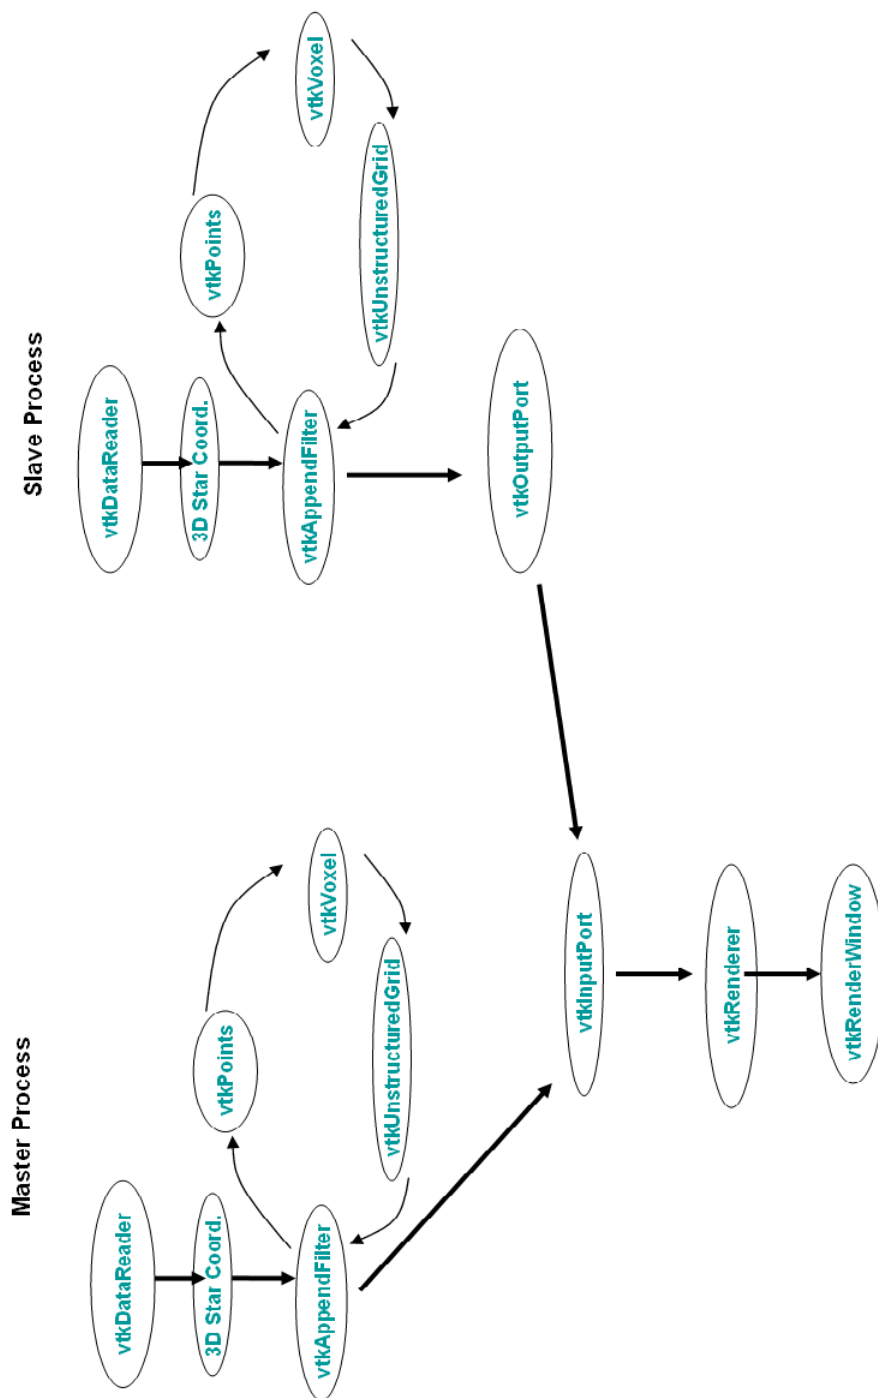 Master Process
vtkDataReader
3D Star Coord.
vtkAppendFilter
vtkPoints
vtkVoxel
vtkUnstructuredGrid
Slave Process
vtkDataReader
3D Star Coord.
vtkAppendFilter
vtkPoints
vtkVoxel
vtkUnstructuredGrid
vtkOutputPort
vtkInputPort
vtkRenderer
vtkRenderWindow